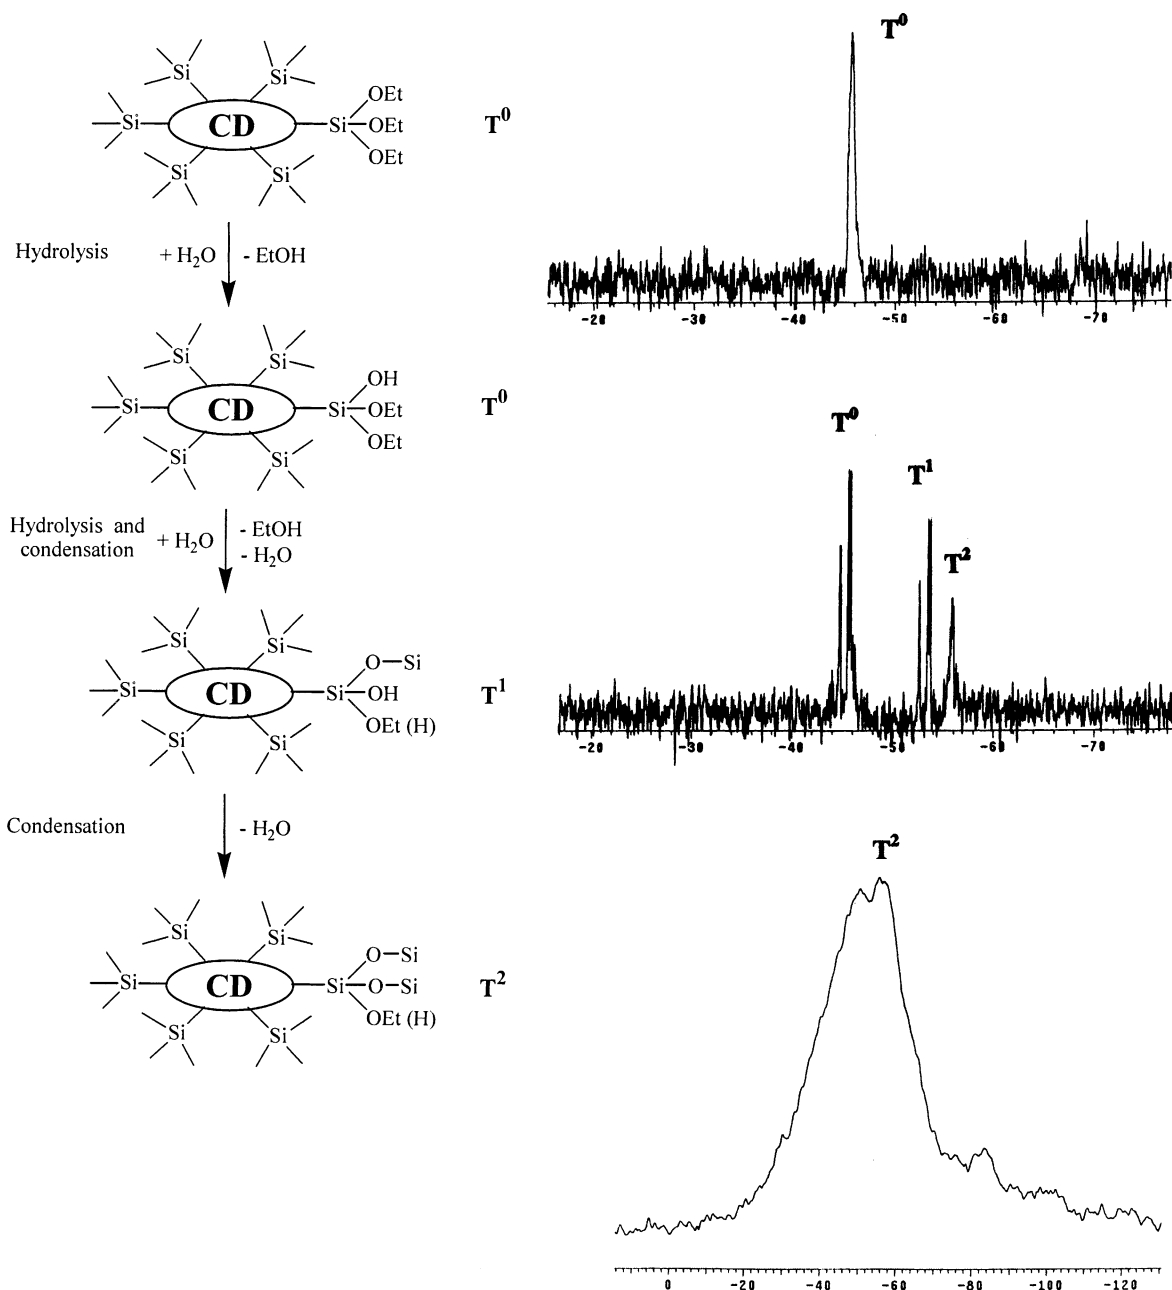 Si Si
OEt
Si CD Si OEt T⁰
OEt
Si Si
Hydrolysis + H₂O - EtOH
Si Si
OH
Si CD Si OEt T⁰
OEt
Si Si
Hydrolysis and
condensation + H₂O - EtOH
- H₂O
Si Si
O Si
Si CD Si OH T¹
OEt (H)
Si Si
Condensation - H₂O
Si Si
O Si
Si CD Si O Si T²
OEt (H)
Si Si
T⁰
-20 -30 -40 -50 -60 -70
T⁰
T¹
T²
-20 -30 -40 -50 -60 -70
T²
0 -20 -40 -60 -80 -100 -120